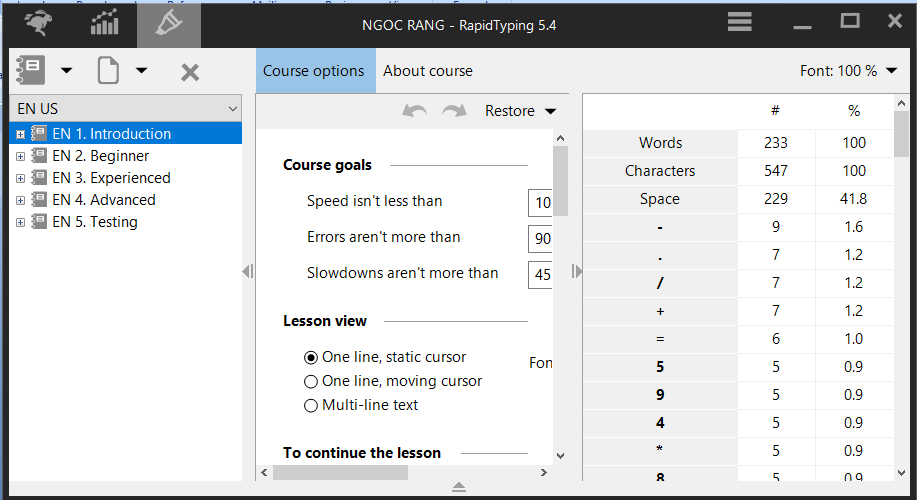 NGOC RANG - RapidTyping 5.4
Course options About course Font: 100 %
EN US
EN 1. Introduction
EN 2. Beginner
EN 3. Experienced
EN 4. Advanced
EN 5. Testing
Restore
Course goals
Speed isn't less than 10
Errors aren't more than 90
Slowdowns aren't more than 45
Lesson view
One line, static cursor
One line, moving cursor
Multi-line text
Fon
To continue the lesson
# %
Words 233 100
Characters 547 100
Space 229 41.8
- 9 1.6
. 7 1.2
/ 7 1.2
+ 7 1.2
= 6 1.0
5 5 0.9
9 5 0.9
4 5 0.9
* 5 0.9
8 5 0.9